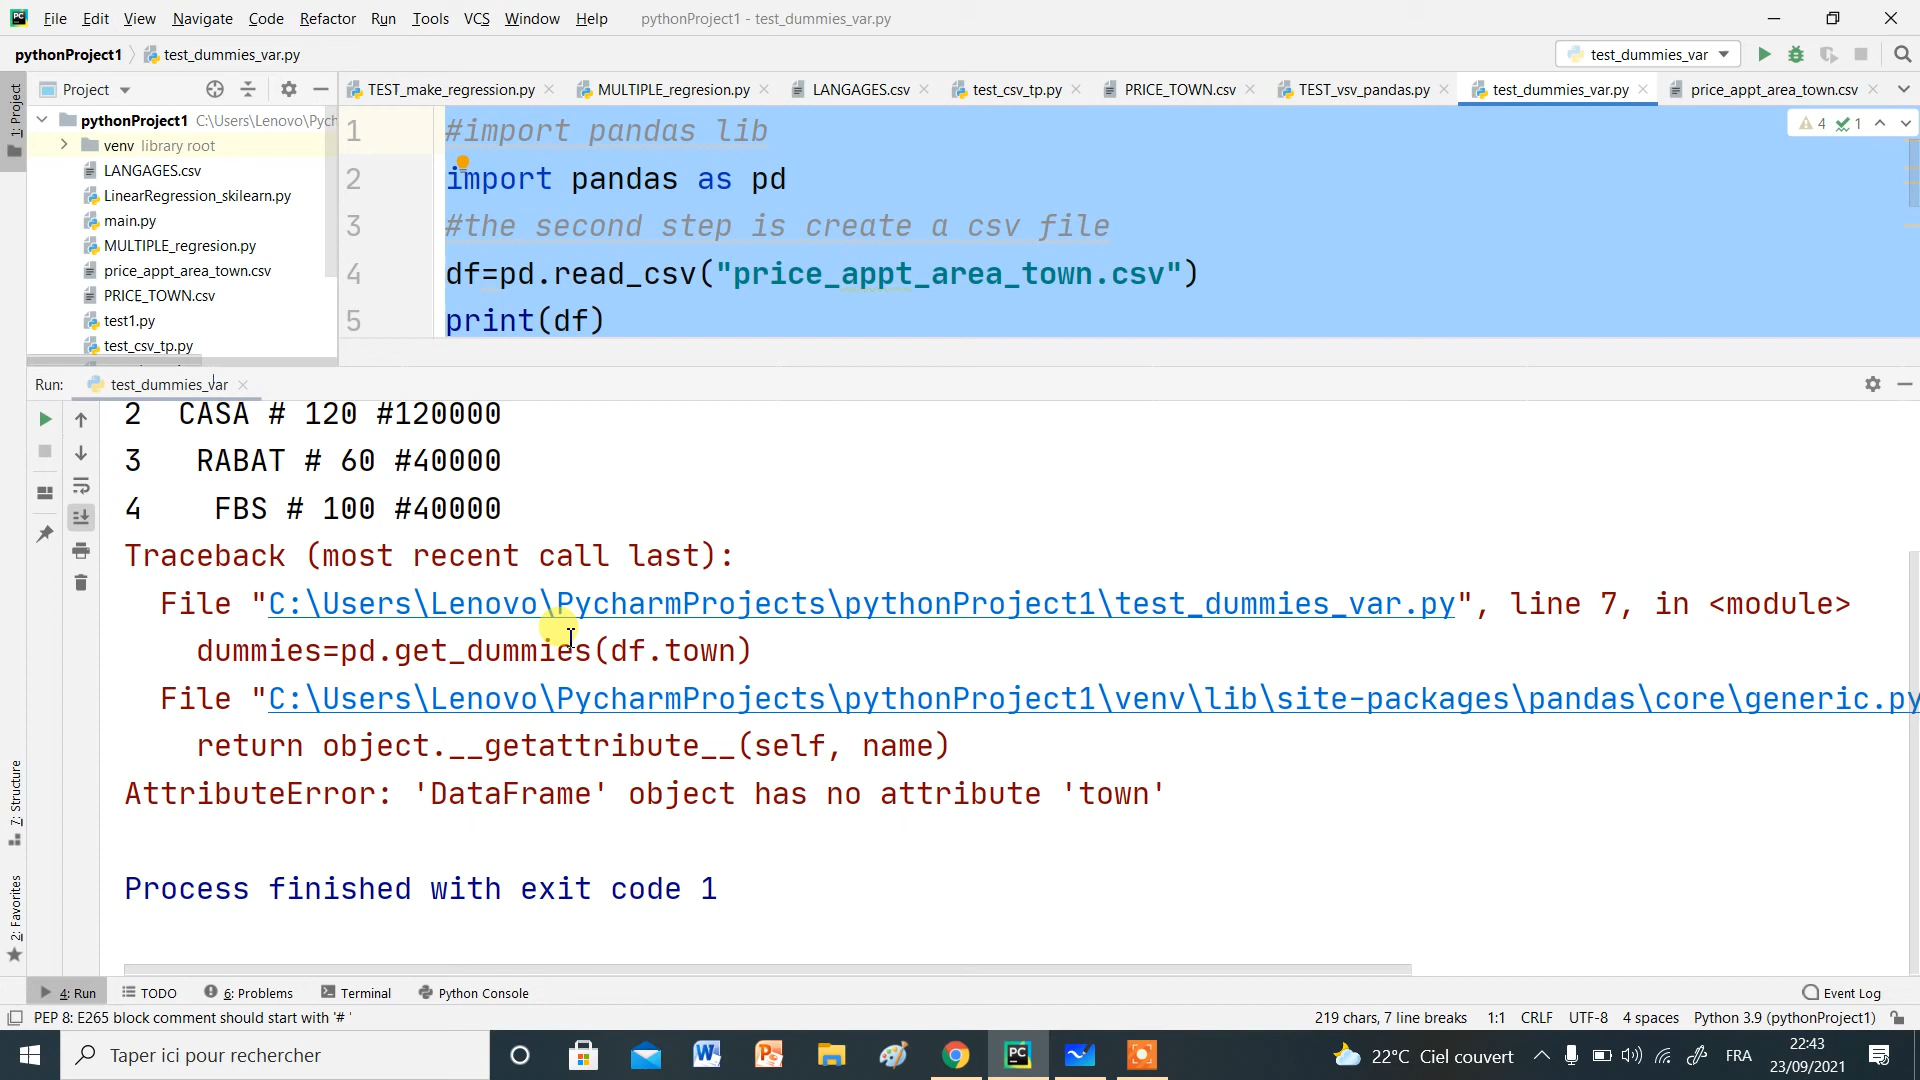 File Edit View Navigate Code Refactor Run Tools VCS Window Help pythonProject1 - test_dummies_var.py
pythonProject1 test_dummies_var.py test_dummies_var
Project TEST_make_regression.py MULTIPLE_regresion.py LANGAGES.csv test_csv_tp.py PRICE_TOWN.csv TEST_vsv_pandas.py test_dummies_var.py price_appt_area_town.csv
1: Project
pythonProject1 C:\Users\Lenovo\Pych
venv library root
LANGAGES.csv
LinearRegression_skilearn.py
main.py
MULTIPLE_regresion.py
price_appt_area_town.csv
PRICE_TOWN.csv
test1.py
test_csv_tp.py
1 #import pandas lib
2 import pandas as pd
3 #the second step is create a csv file
4 df=pd.read_csv("price_appt_area_town.csv")
5 print(df)
4 1
Run: test_dummies_var
2 CASA # 120 #120000
3 RABAT # 60 #40000
4 FBS # 100 #40000
Traceback (most recent call last):
File "C:\Users\Lenovo\PycharmProjects\pythonProject1\test_dummies_var.py", line 7, in <module>
dummies=pd.get_dummies(df.town)
File "C:\Users\Lenovo\PycharmProjects\pythonProject1\venv\lib\site-packages\pandas\core\generic.py
return object.__getattribute__(self, name)
AttributeError: 'DataFrame' object has no attribute 'town'
Process finished with exit code 1
7: Structure
2: Favorites
4: Run TODO 6: Problems Terminal Python Console Event Log
PEP 8: E265 block comment should start with '# ' 219 chars, 7 line breaks 1:1 CRLF UTF-8 4 spaces Python 3.9 (pythonProject1)
Taper ici pour rechercher 22°C Ciel couvert FRA 22:43
23/09/2021